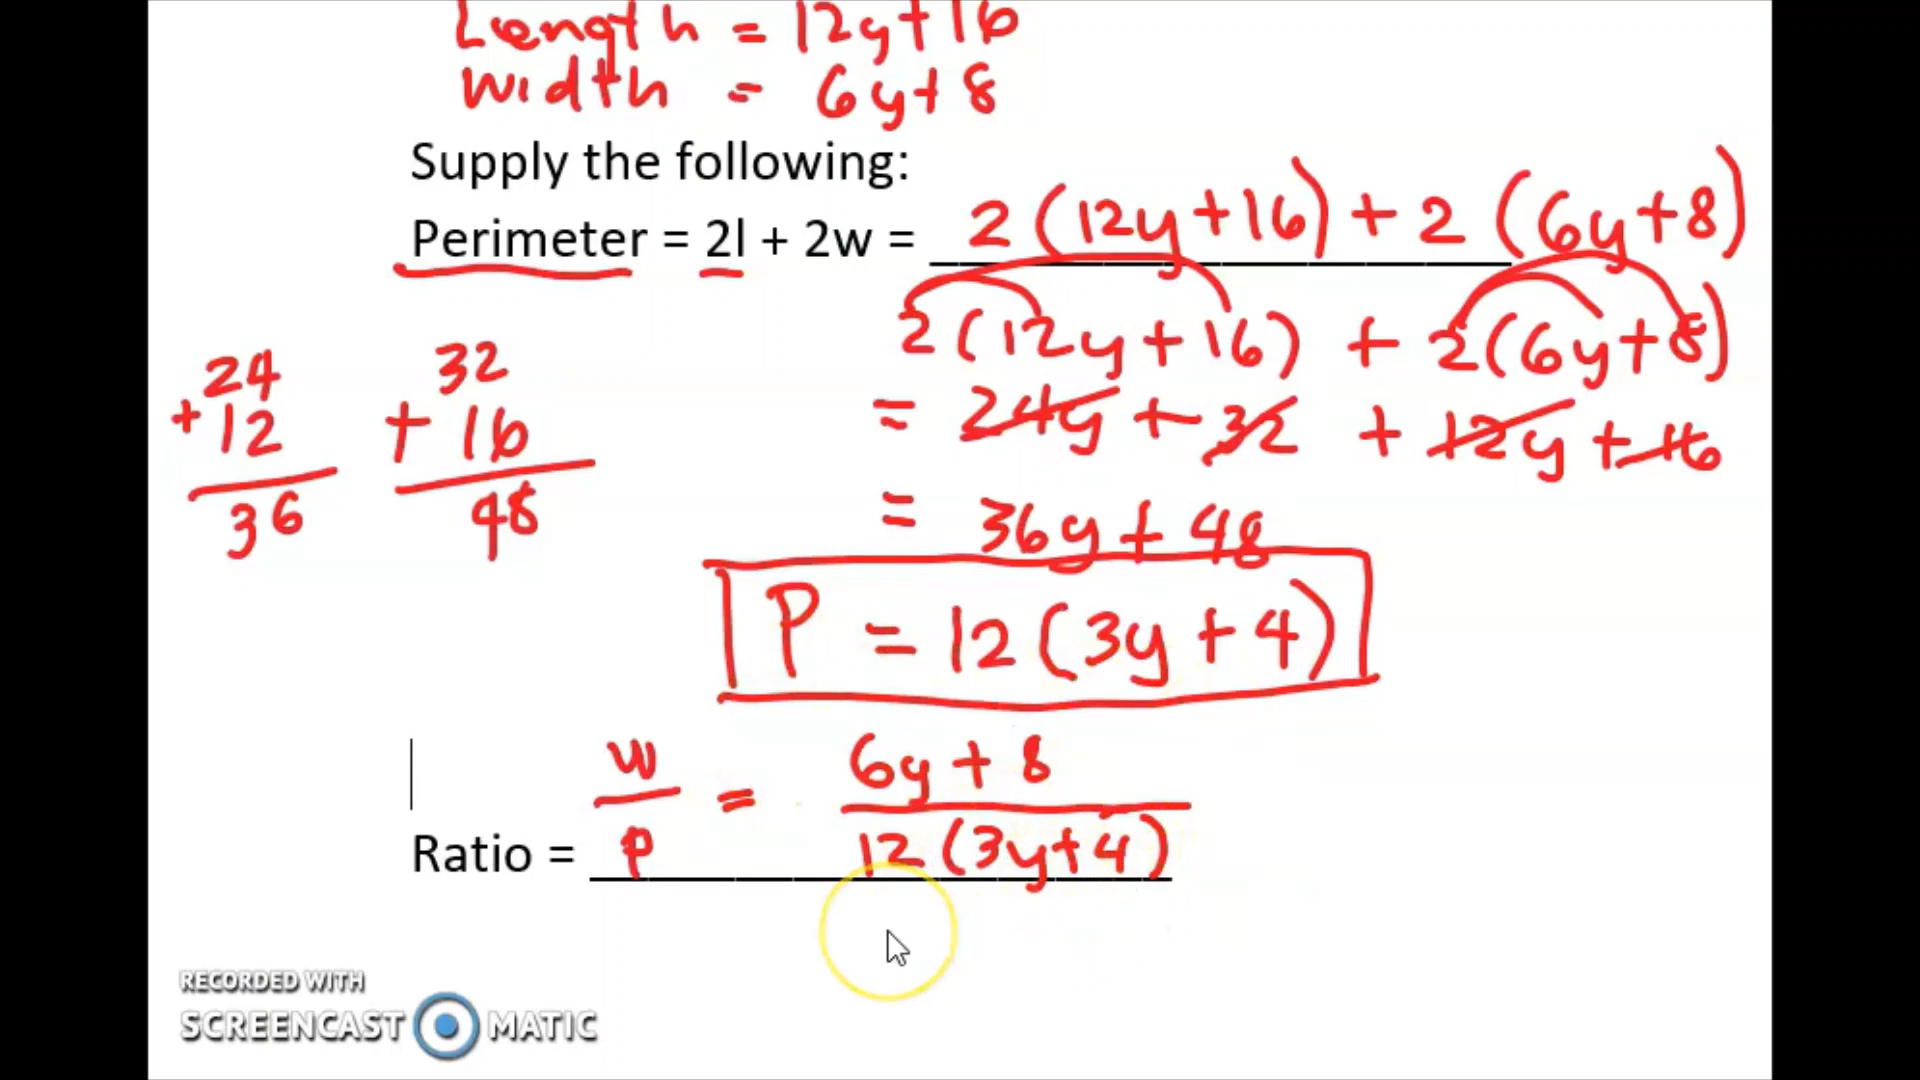 Length = 12y+16
Width = 6y+8
Supply the following:
Perimeter = 2l + 2w = 2(12y+16)+2(6y+8)
2(12y+16) + 2(6y+8)
= 24y + 32 + 12y + 16
= 36y + 48
24
+12
36
32
+ 16
48
P = 12(3y+4)
w = 6y+8
Ratio = P 12(3y+4)
RECORDED WITH
SCREENCAST MATIC